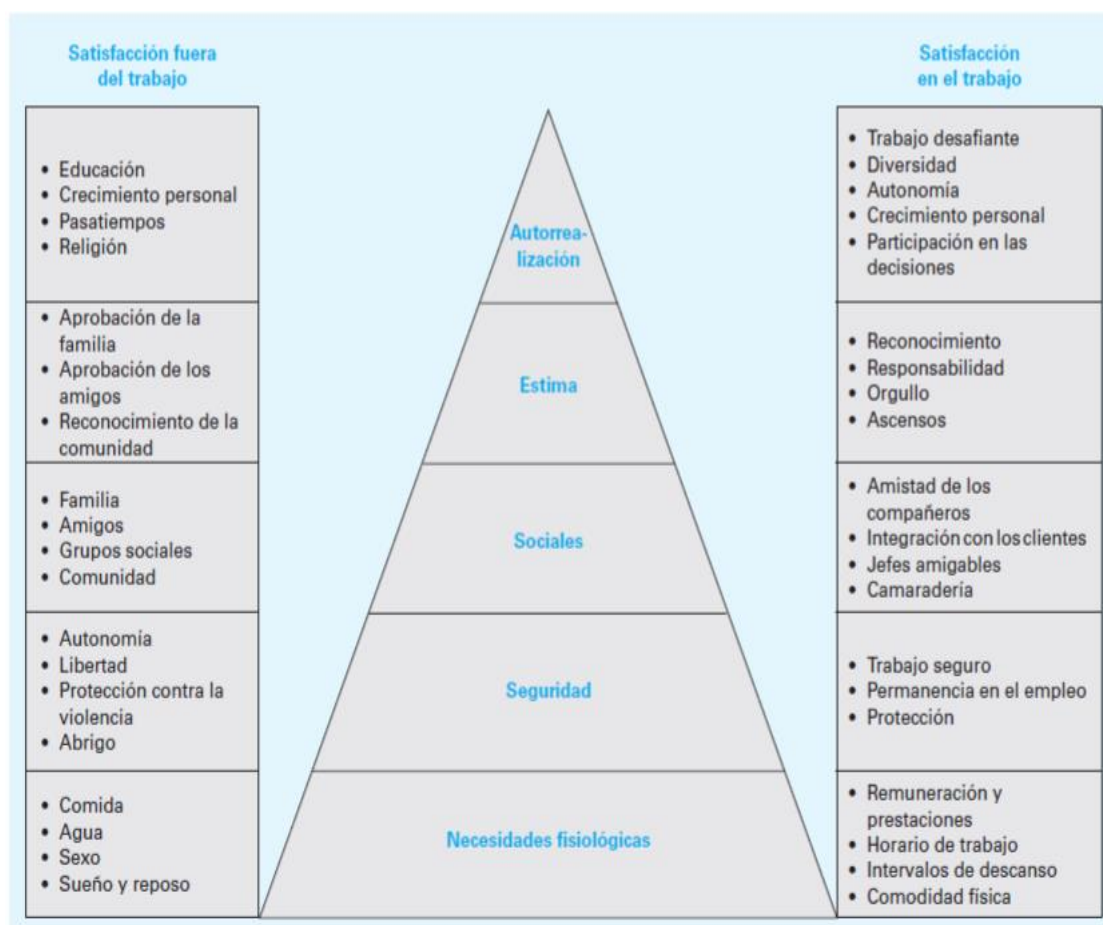 Satisfacción fuera
del trabajo
Satisfacción
en el trabajo
• Educación
• Crecimiento personal
• Pasatiempos
• Religión
Autorrea-
lización
• Trabajo desafiante
• Diversidad
• Autonomía
• Crecimiento personal
• Participación en las
decisiones
• Aprobación de la
familia
• Aprobación de los
amigos
• Reconocimiento de la
comunidad
Estima
• Reconocimiento
• Responsabilidad
• Orgullo
• Ascensos
• Familia
• Amigos
• Grupos sociales
• Comunidad
Sociales
• Amistad de los
compañeros
• Integración con los clientes
• Jefes amigables
• Camaradería
• Autonomía
• Libertad
• Protección contra la
violencia
• Abrigo
Seguridad
• Trabajo seguro
• Permanencia en el empleo
• Protección
• Comida
• Agua
• Sexo
• Sueño y reposo
Necesidades fisiológicas
• Remuneración y
prestaciones
• Horario de trabajo
• Intervalos de descanso
• Comodidad física